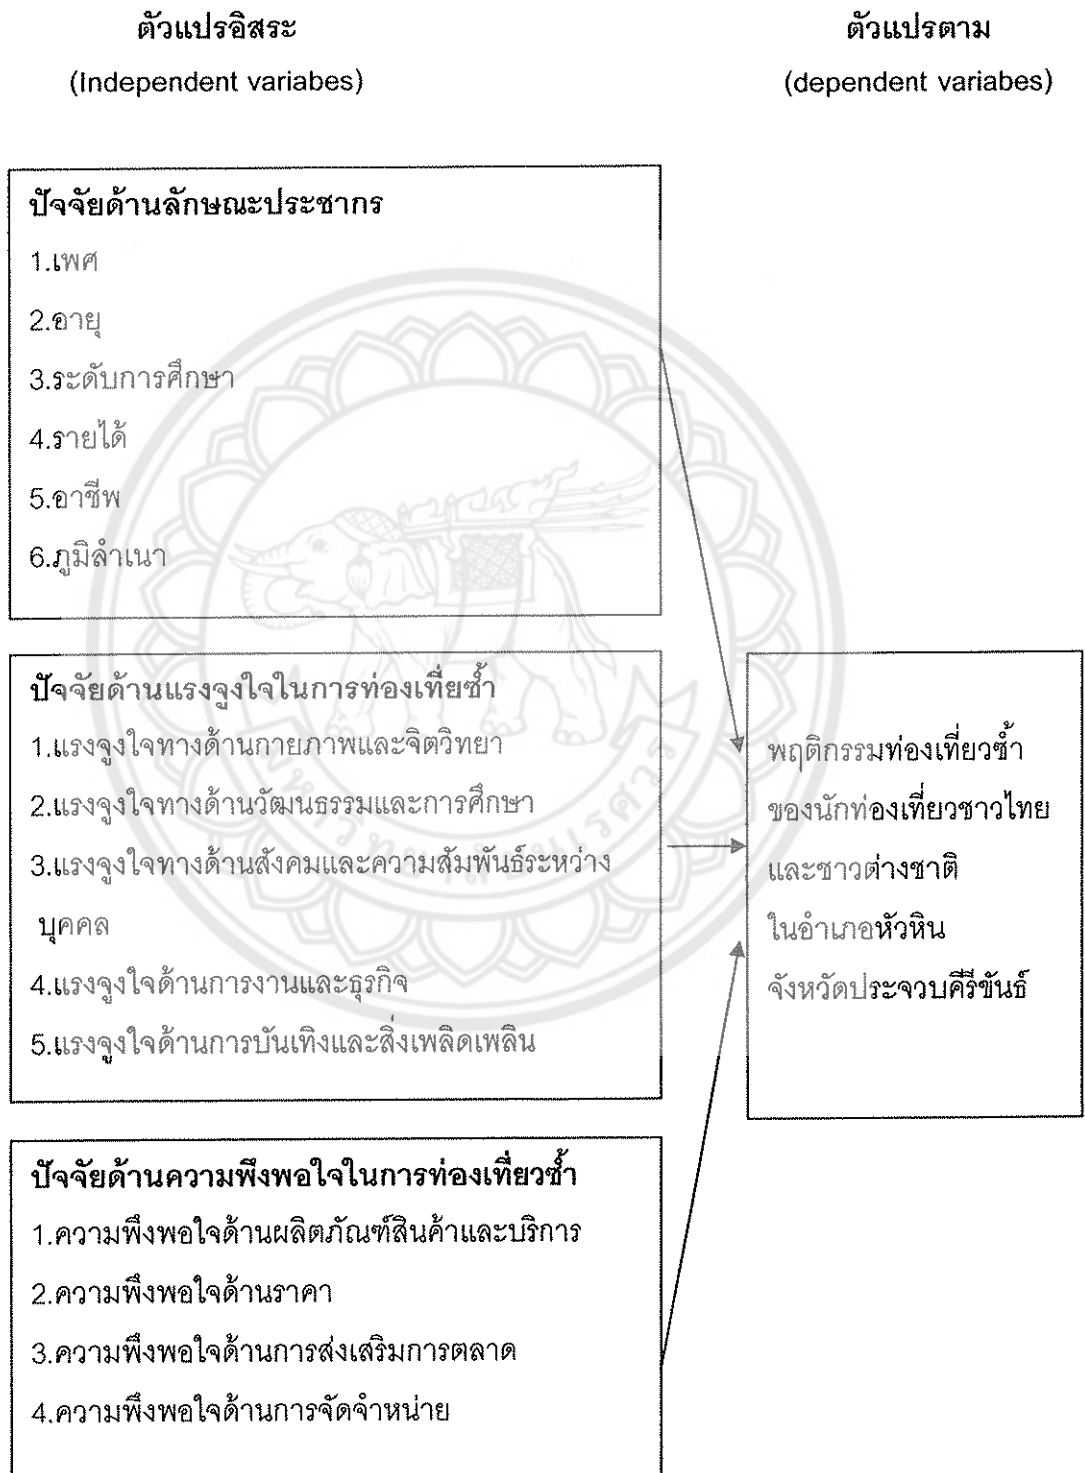 ตัวแปรอิสระ
(Independent variabes)
ตัวแปรตาม
(dependent variabes)
ปัจจัยด้านลักษณะประชากร
1.เพศ
2.อายุ
3.ระดับการศึกษา
4.รายได้
5.อาชีพ
6.ภูมิลำเนา
ปัจจัยด้านแรงจูงใจในการท่องเที่ยซ้ำ
1.แรงจูงใจทางด้านกายภาพและจิตวิทยา
2.แรงจูงใจทางด้านวัฒนธรรมและการศึกษา
3.แรงจูงใจทางด้านสังคมและความสัมพันธ์ระหว่าง
บุคคล
4.แรงจูงใจด้านการงานและธุรกิจ
5.แรงจูงใจด้านการบันเทิงและสิ่งเพลิดเพลิน
ปัจจัยด้านความพึงพอใจในการท่องเที่ยวซ้ำ
1.ความพึงพอใจด้านผลิตภัณฑ์สินค้าและบริการ
2.ความพึงพอใจด้านราคา
3.ความพึงพอใจด้านการส่งเสริมการตลาด
4.ความพึงพอใจด้านการจัดจำหน่าย
พฤติกรรมท่องเที่ยวซ้ำ
ของนักท่องเที่ยวชาวไทย
และชาวต่างชาติ
ในอำเภอหัวหิน
จังหวัดประจวบคีรีขันธ์
มหาวิทยาลัยนเรศวร